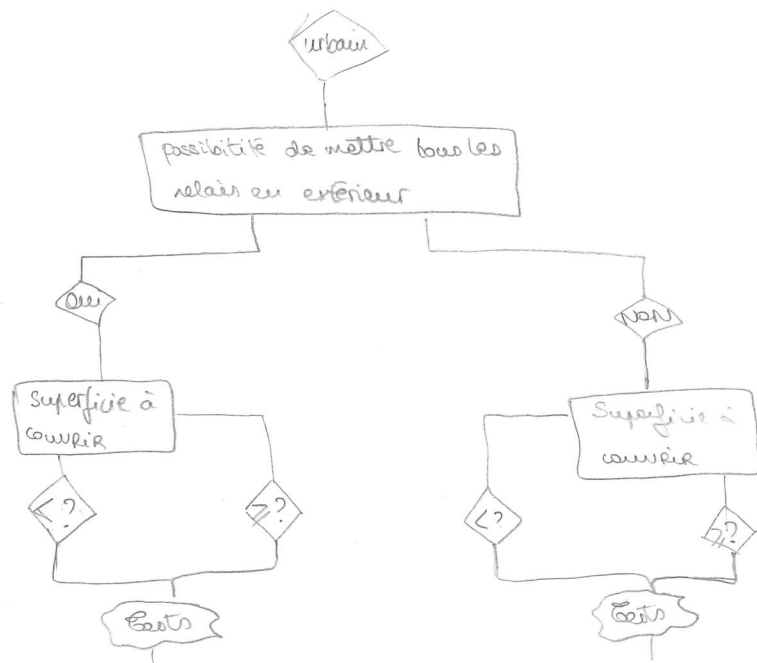 urbain
possibilité de mettre tous les
relais en extérieur
OUI
NON
Superficie à
couvrir
Superficie à
couvrir
< ?
≥ ?
< ?
≥ ?
Tests
Tests